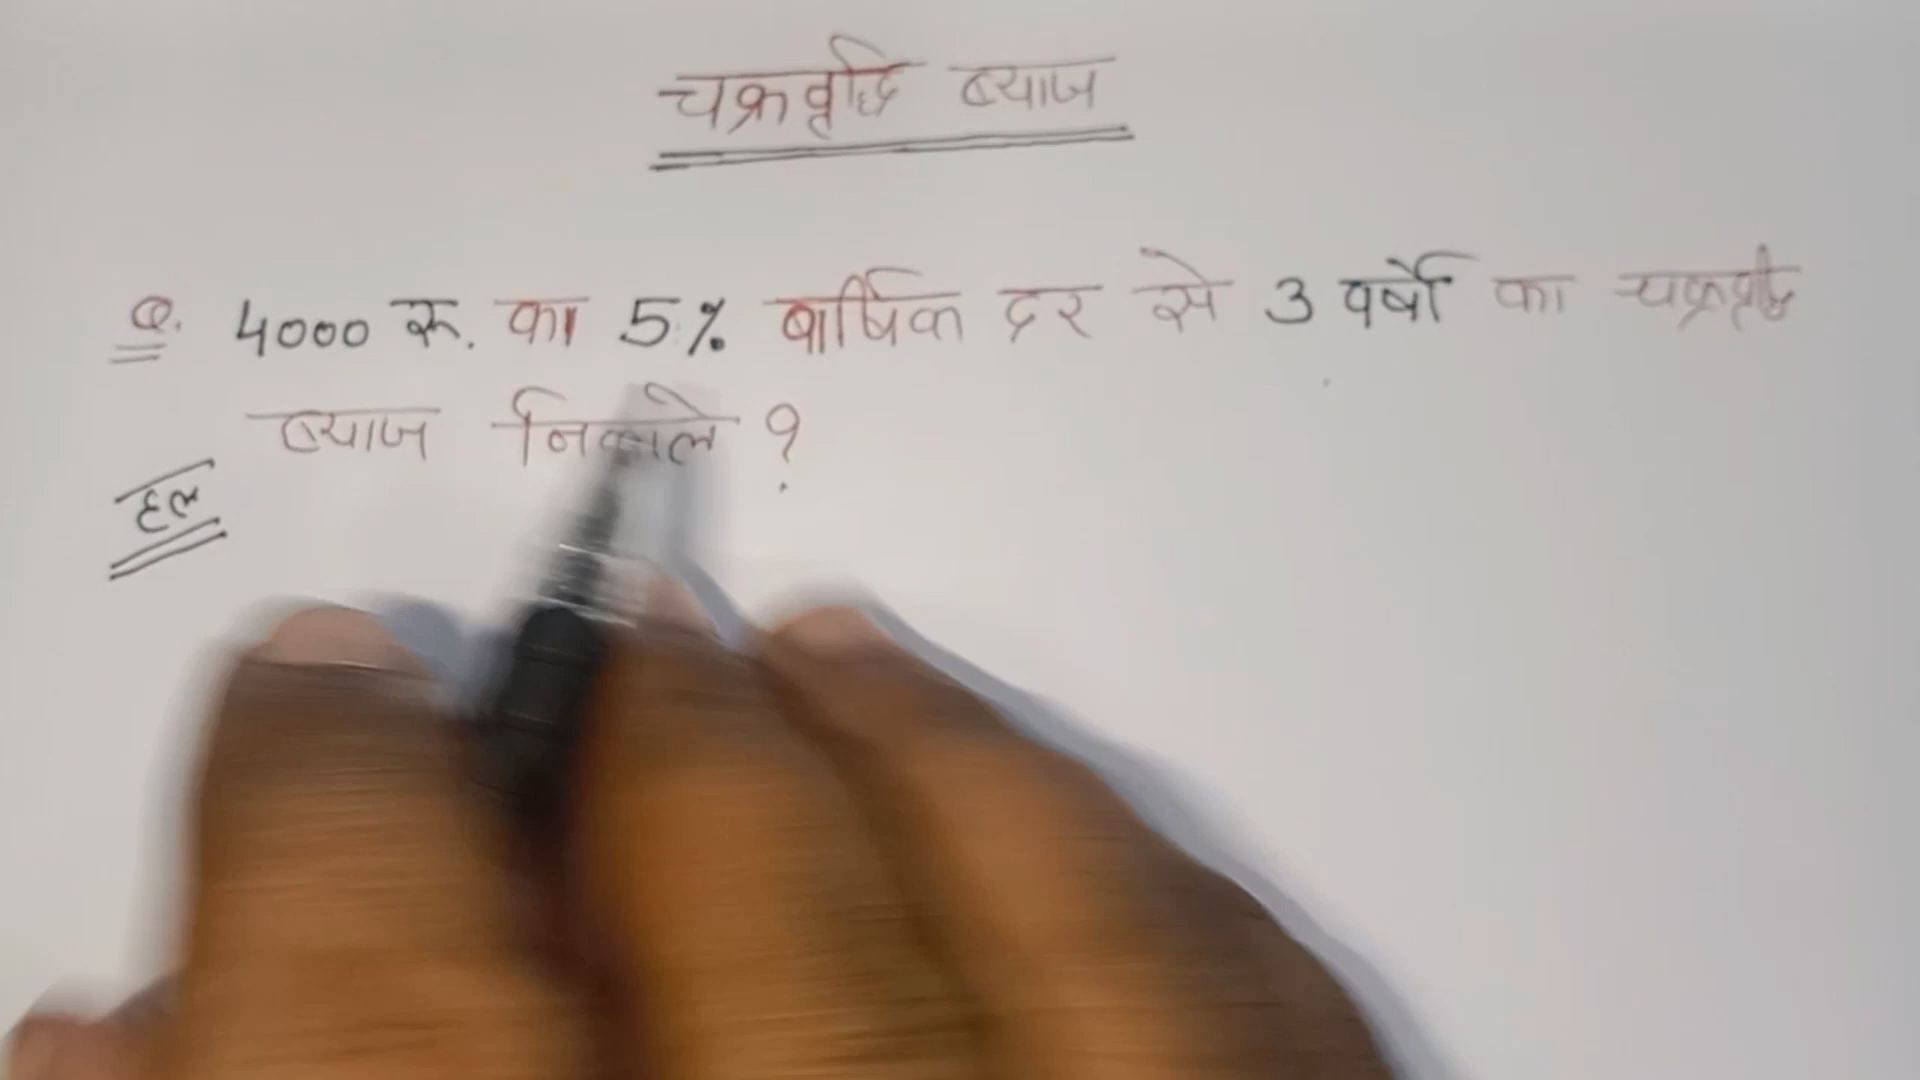 चक्रवृद्धि ब्याज
Q. 4000 रू. का 5% बार्षिक दर से 3 वर्षो का चक्रवृद्धि
ब्याज निकाले ?
हल